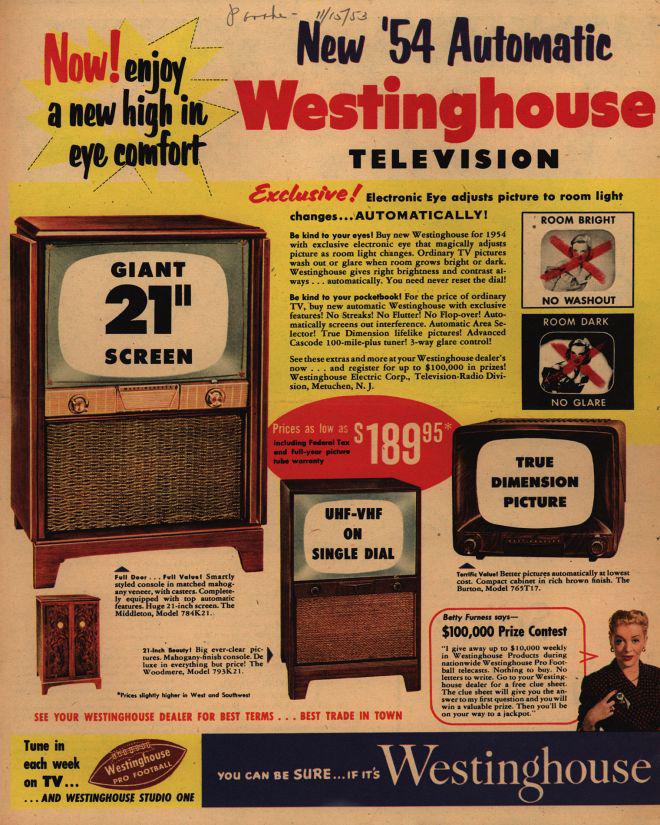 11/15/53
Now! enjoy
a new high in
eye comfort
New '54 Automatic
Westinghouse
TELEVISION
Exclusive! Electronic Eye adjusts picture to room light
changes...AUTOMATICALLY!
Be kind to your eyes! Buy new Westinghouse for 1954
with exclusive electronic eye that magically adjusts
picture as room light changes. Ordinary TV pictures
wash out or glare when room grows bright or dark.
Westinghouse gives right brightness and contrast al-
ways . . . automatically. You need never reset the dial!
Be kind to your pocketbook! For the price of ordinary
TV, buy new automatic Westinghouse with exclusive
features! No Streaks! No Flutter! No Flop-over! Auto-
matically screens out interference. Automatic Area Se-
lector! True Dimension lifelike pictures! Advanced
Cascode 100-mile-plus tuner! 3-way glare control!
See these extras and more at your Westinghouse dealer's
now . . . and register for up to $100,000 in prizes!
Westinghouse Electric Corp., Television-Radio Divi-
sion, Metuchen, N. J.
ROOM BRIGHT
NO WASHOUT
ROOM DARK
NO GLARE
GIANT
21"
SCREEN
Prices as low as
including Federal Tax
and full-year picture
tube warranty
$189.95*
UHF-VHF
ON
SINGLE DIAL
TRUE
DIMENSION
PICTURE
Full Door . . . Full Value! Smartly
styled console in matched mahog-
any veneer, with casters. Complete-
ly equipped with top automatic
features. Huge 21-inch screen. The
Middleton, Model 784K21.
21-Inch Beauty! Big ever-clear pic-
tures. Mahogany-finish console. De
luxe in everything but price! The
Woodmere, Model 793K21.
*Prices slightly higher in West and Southwest
Terrific Value! Better pictures automatically at lowest
cost. Compact cabinet in rich brown finish. The
Burton, Model 765T17.
Betty Furness says—
$100,000 Prize Contest
"I give away up to $10,000 weekly
in Westinghouse Products during
nationwide Westinghouse Pro Foot-
ball telecasts. Nothing to buy. No
letters to write. Go to your Westing-
house dealer for a free clue sheet.
The clue sheet will give you the an-
swer to my first question and you will
win a valuable prize. Then you'll be
on your way to a jackpot."
SEE YOUR WESTINGHOUSE DEALER FOR BEST TERMS . . . BEST TRADE IN TOWN
Tune in
each week
on TV...
Westinghouse
PRO FOOTBALL
. . . AND WESTINGHOUSE STUDIO ONE
YOU CAN BE SURE...IF IT'S Westinghouse